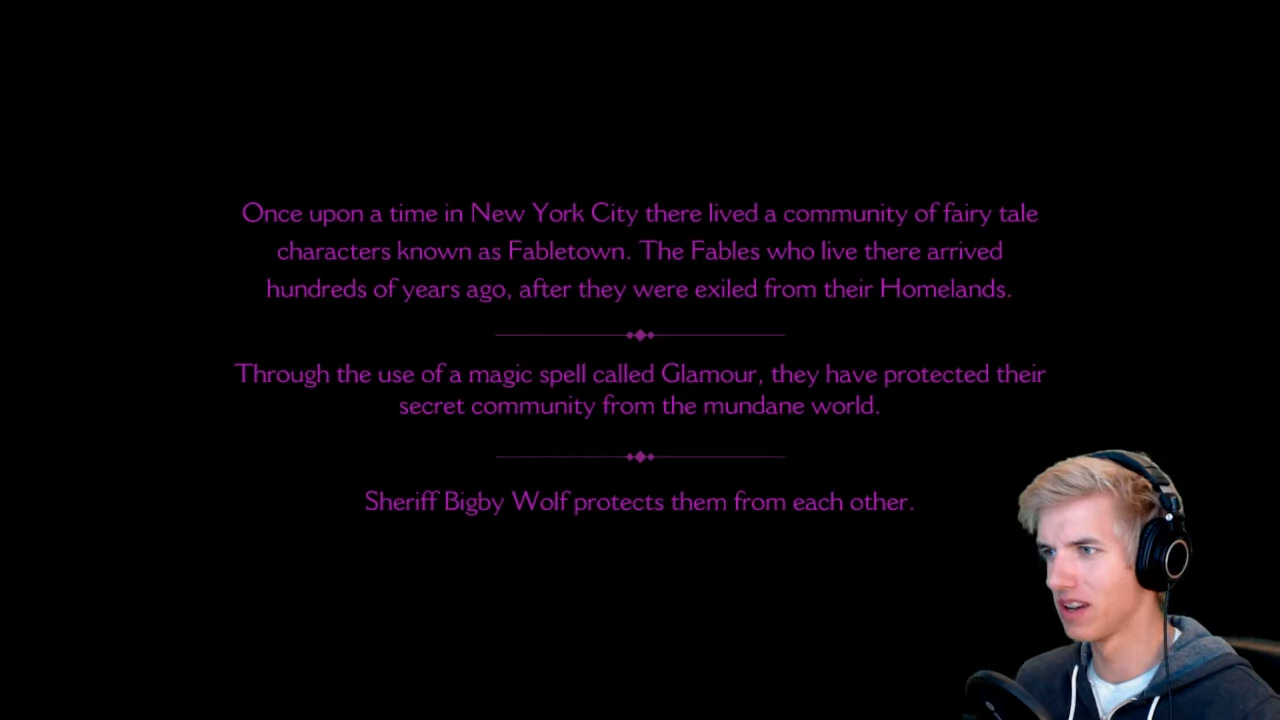 Once upon a time in New York City there lived a community of fairy tale
characters known as Fabletown. The Fables who live there arrived
hundreds of years ago, after they were exiled from their Homelands.
Through the use of a magic spell called Glamour, they have protected their
secret community from the mundane world.
Sheriff Bigby Wolf protects them from each other.